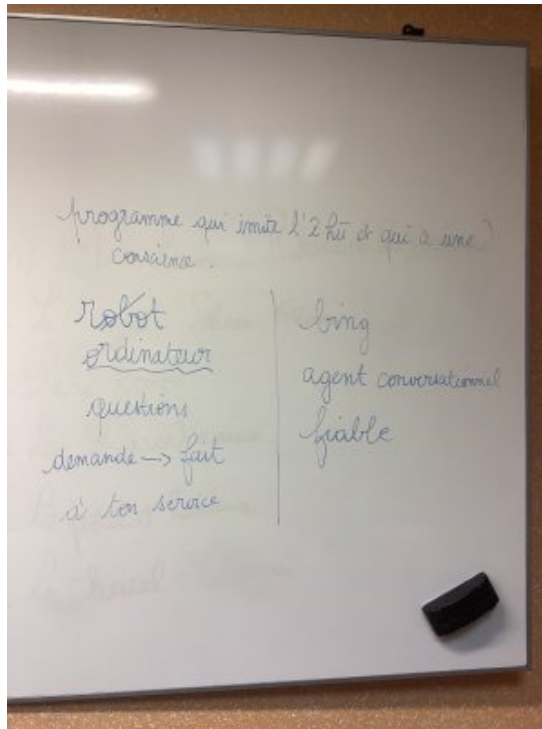 programme qui imite l'2 hū et qui a une
conscience.
robot
ordinateur
questions
demande → fait
à ton service
bing
agent conversationnel
fiable